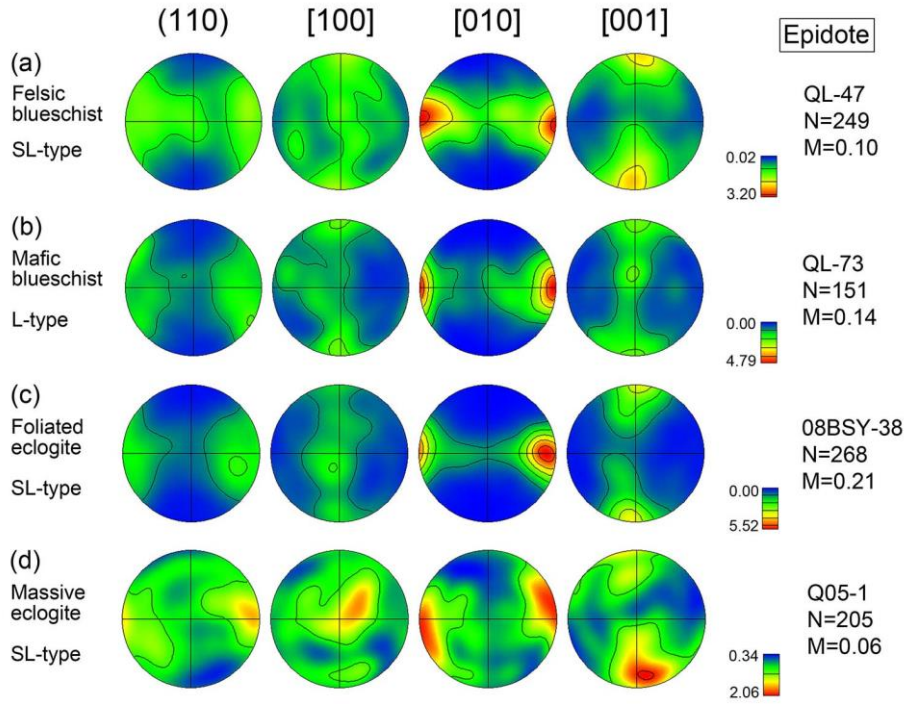 (110) [100] [010] [001]
Epidote
(a)
Felsic
blueschist
SL-type
QL-47
N=249
M=0.10
0.02
3.20
(b)
Mafic
blueschist
L-type
QL-73
N=151
M=0.14
0.00
4.79
(c)
Foliated
eclogite
SL-type
08BSY-38
N=268
M=0.21
0.00
5.52
(d)
Massive
eclogite
SL-type
Q05-1
N=205
M=0.06
0.34
2.06